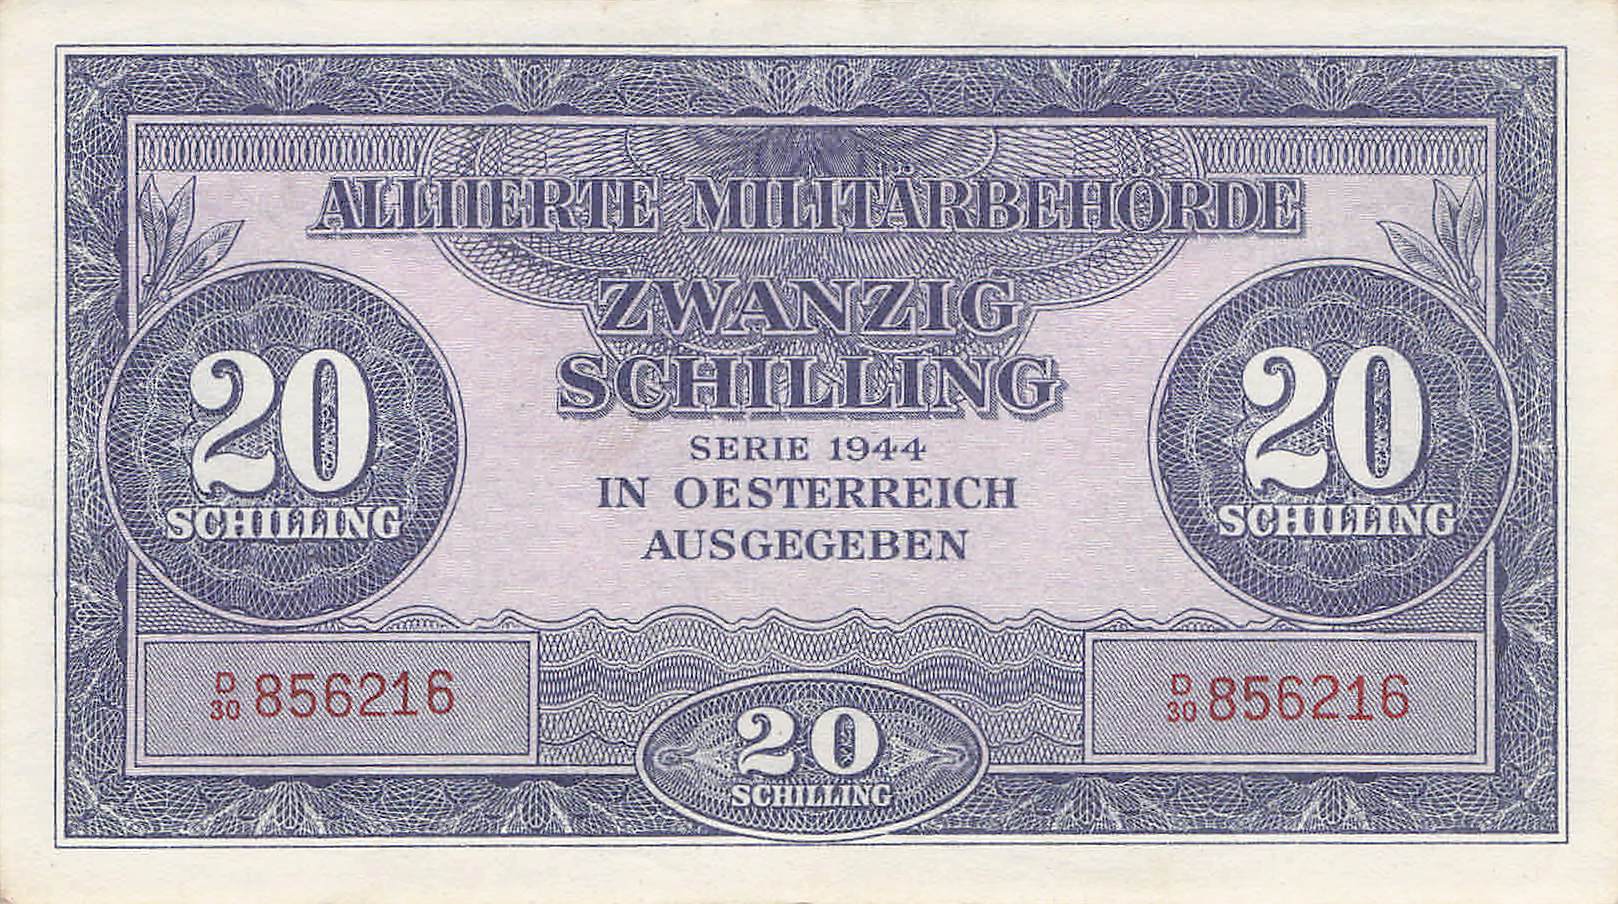 ALLIIERTE MILITÄRBEHÖRDE
ZWANZIG
SCHILLING
SERIE 1944
IN OESTERREICH
AUSGEGEBEN
20
SCHILLING
20
SCHILLING
D/30 856216
D/30 856216
20
SCHILLING